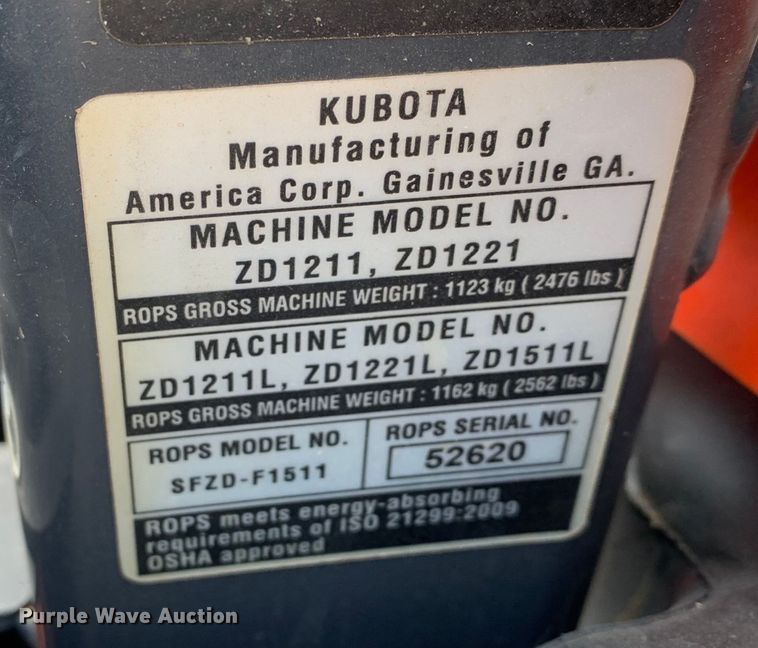 KUBOTA
Manufacturing of
America Corp. Gainesville GA.
MACHINE MODEL NO.
ZD1211, ZD1221
ROPS GROSS MACHINE WEIGHT : 1123 kg ( 2476 lbs )
MACHINE MODEL NO.
ZD1211L, ZD1221L, ZD1511L
ROPS GROSS MACHINE WEIGHT : 1162 kg ( 2562 lbs )
ROPS MODEL NO.
SFZD-F1511
ROPS SERIAL NO.
52620
ROPS meets energy-absorbing
requirements of ISO 21299:2009
OSHA approved
Purple Wave Auction